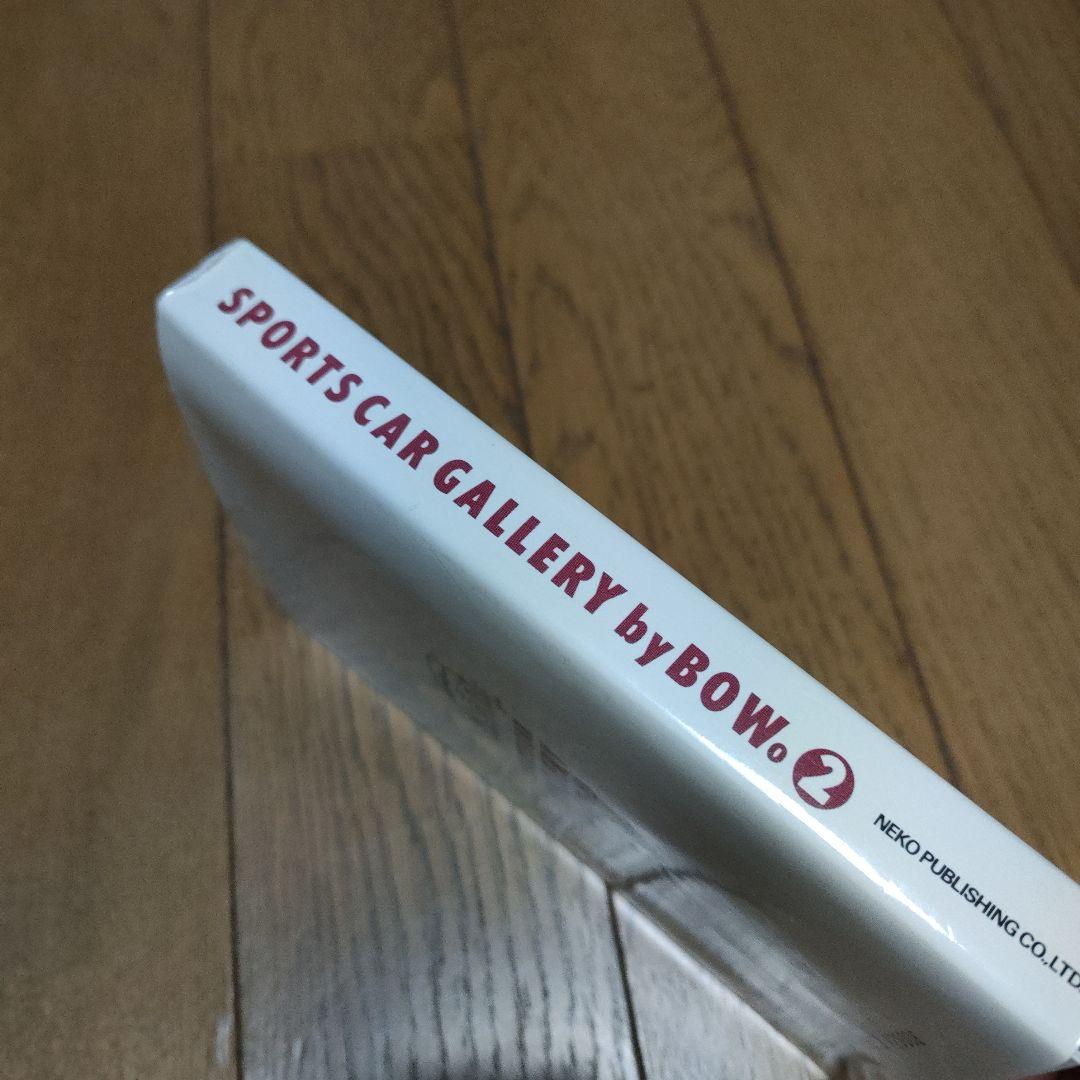 SPORTS CAR GALLERY by BOW。2
NEKO PUBLISHING CO.,LTD.